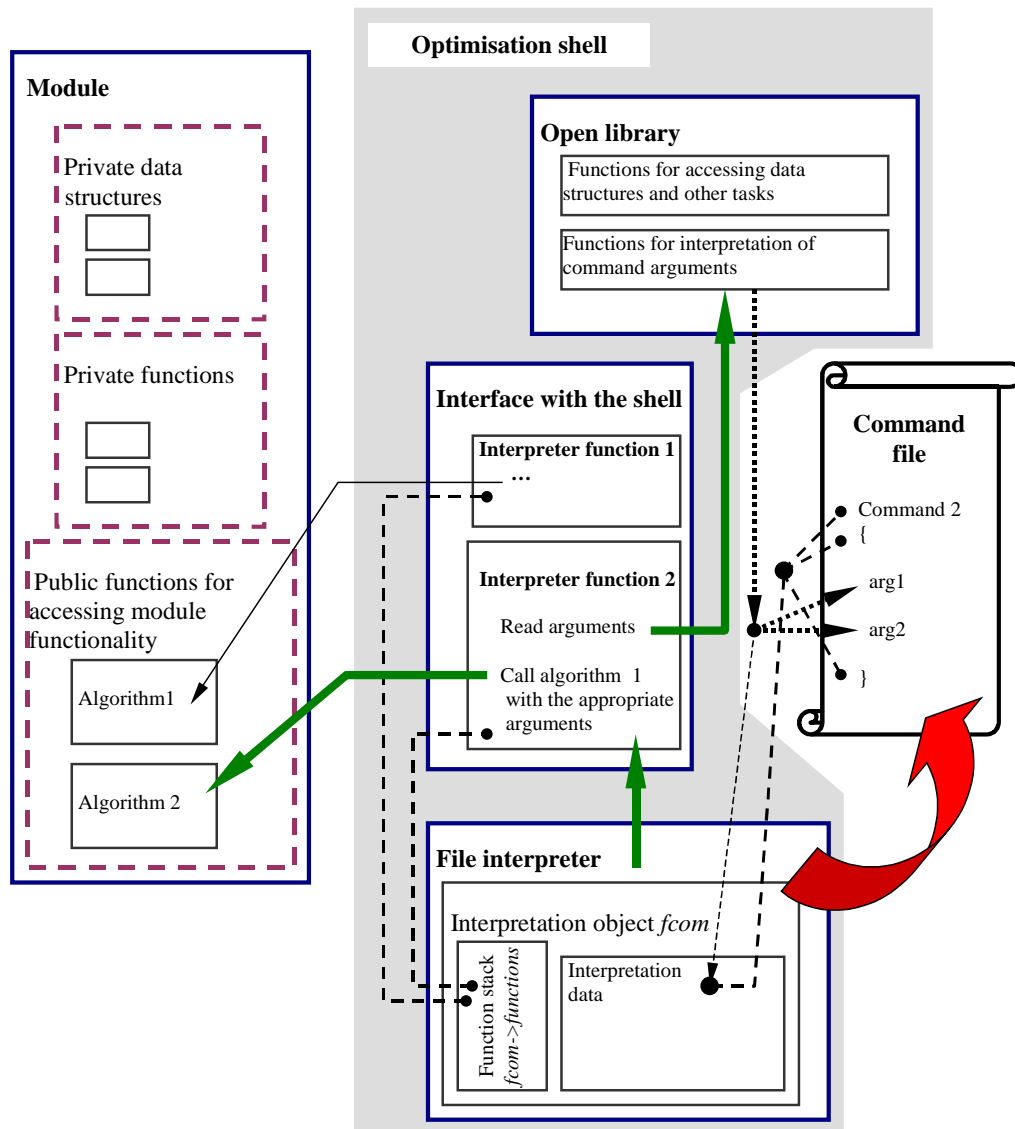 Optimisation shell
Module
Private data
structures
Private functions
Public functions for
accessing module
functionality
Algorithm1
Algorithm 2
Open library
Functions for accessing data
structures and other tasks
Functions for interpretation of
command arguments
Interface with the shell
Interpreter function 1
...
Interpreter function 2
Read arguments
Call algorithm 1
with the appropriate
arguments
Command
file
Command 2
{
arg1
arg2
}
File interpreter
Interpretation object fcom
Function stack
fcom->functions
Interpretation
data